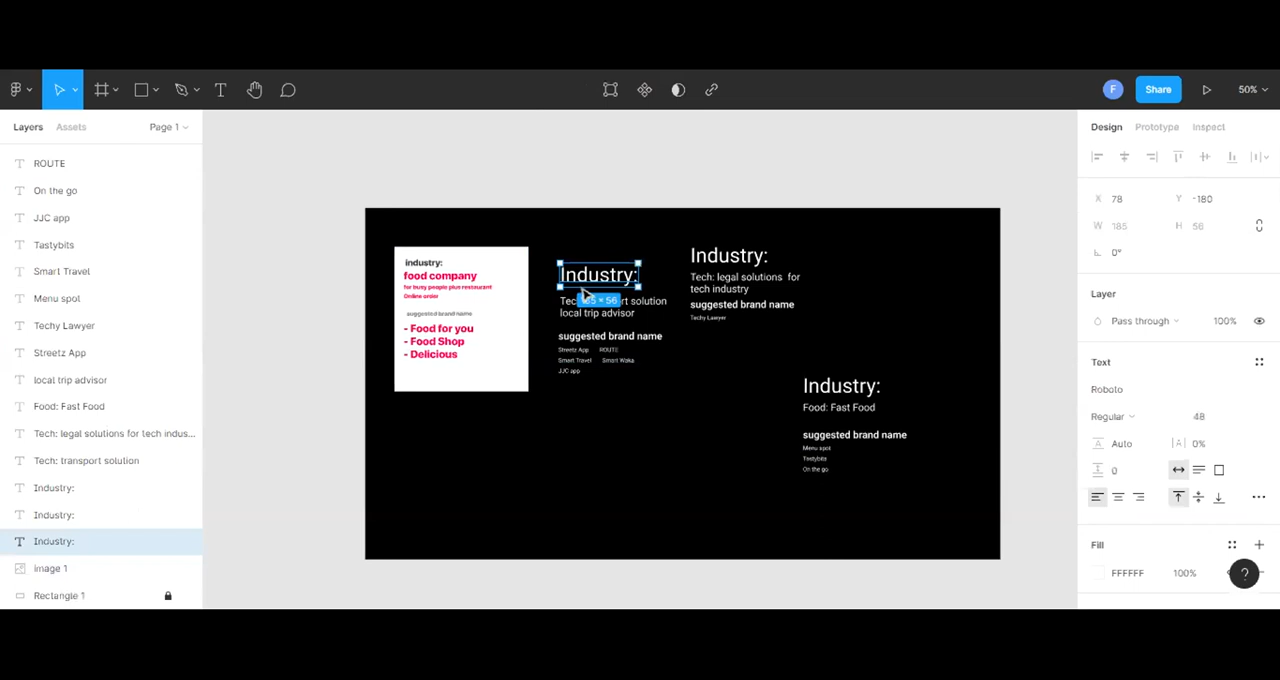 F
Share
50%
Layers
Assets
Page 1
ROUTE
On the go
JJC app
Tastybits
Smart Travel
Menu spot
Techy Lawyer
Streetz App
local trip advisor
Food: Fast Food
Tech: legal solutions for tech indus...
Tech: transport solution
Industry:
Industry:
Industry:
image 1
Rectangle 1
industry:
food company
for busy people plus restaurant
Online order
suggested brand name
- Food for you
- Food Shop
- Delicious
Industry:
185 × 56
solution
local trip advisor
suggested brand name
Streetz App ROUTE
Smart Travel Smart Waka
JJC app
Industry:
Tech: legal solutions for
tech industry
suggested brand name
Techy Lawyer
Industry:
Food: Fast Food
suggested brand name
Menu spot
Tastybits
On the go
Design
Prototype
Inspect
X 78
Y -180
W 185
H 56
0°
Layer
Pass through
100%
Text
Roboto
Regular
48
Auto
0%
0
Fill
FFFFFF
100%
?